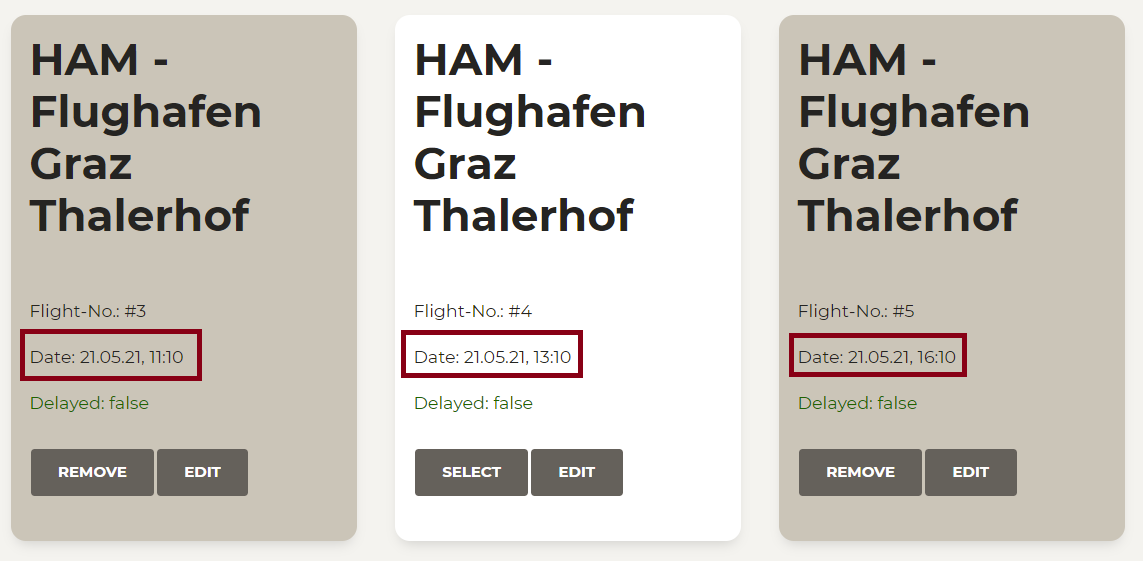 HAM -
Flughafen
Graz
Thalerhof
Flight-No.: #3
Date: 21.05.21, 11:10
Delayed: false
REMOVE
EDIT
HAM -
Flughafen
Graz
Thalerhof
Flight-No.: #4
Date: 21.05.21, 13:10
Delayed: false
SELECT
EDIT
HAM -
Flughafen
Graz
Thalerhof
Flight-No.: #5
Date: 21.05.21, 16:10
Delayed: false
REMOVE
EDIT